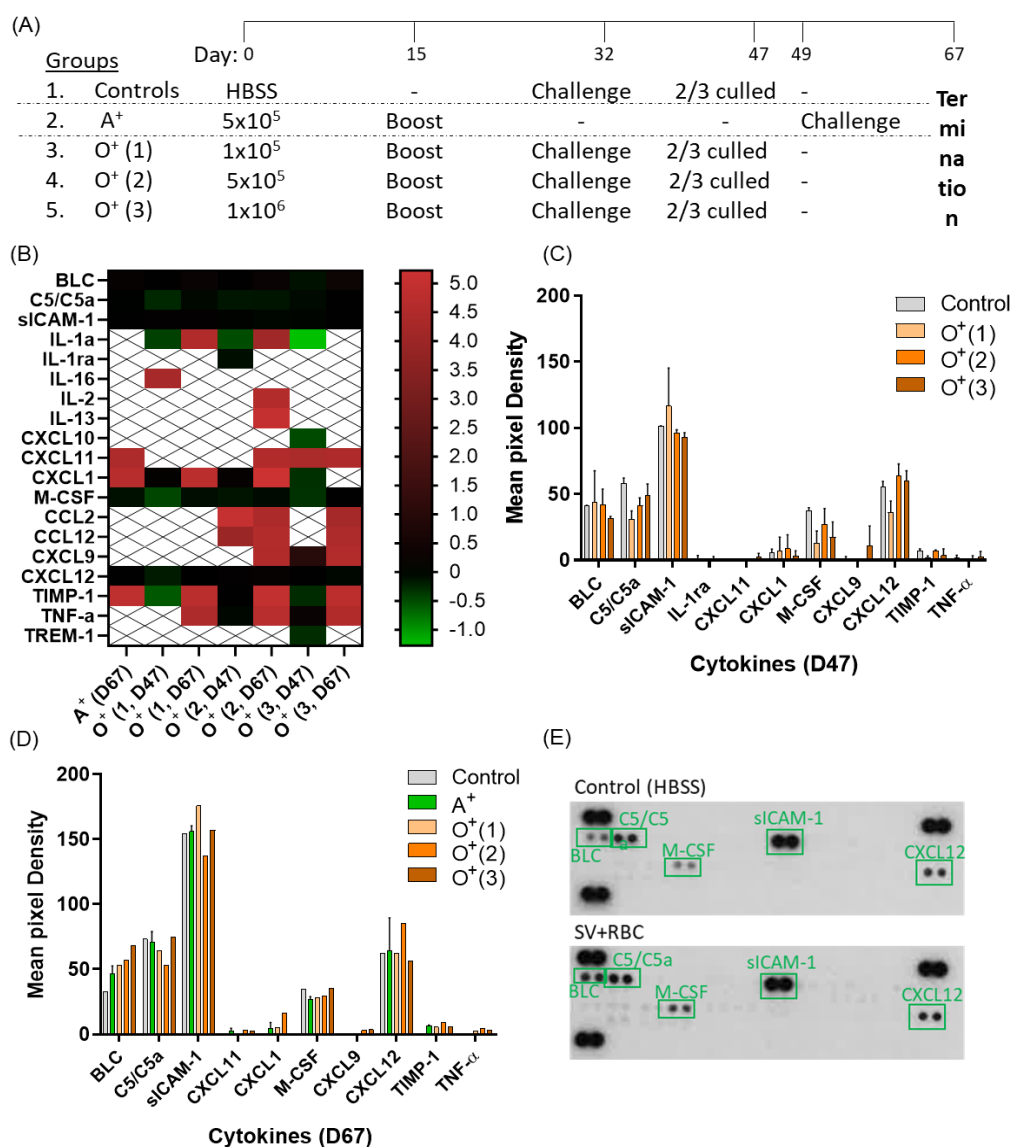 (A)
Day: 0 15 32 47 49 67
Groups
1. Controls HBSS - Challenge 2/3 culled -
2. A⁺ 5x10⁵ Boost - - Challenge
3. O⁺ (1) 1x10⁵ Boost Challenge 2/3 culled -
4. O⁺ (2) 5x10⁵ Boost Challenge 2/3 culled -
5. O⁺ (3) 1x10⁶ Boost Challenge 2/3 culled -
Ter
mi
na
tio
n
(B)
BLC
C5/C5a
sICAM-1
IL-1a
IL-1ra
IL-16
IL-2
IL-13
CXCL10
CXCL11
CXCL1
M-CSF
CCL2
CCL12
CXCL9
CXCL12
TIMP-1
TNF-a
TREM-1
A⁺ (D67)
O⁺ (1, D47)
O⁺ (1, D67)
O⁺ (2, D47)
O⁺ (2, D67)
O⁺ (3, D47)
O⁺ (3, D67)
5.0
4.5
4.0
3.5
3.0
2.5
2.0
1.5
1.0
0.5
0
-0.5
-1.0
(C)
Mean pixel Density
200
150
100
50
0
Control
O⁺(1)
O⁺(2)
O⁺(3)
BLC
C5/C5a
sICAM-1
IL-1ra
CXCL11
CXCL1
M-CSF
CXCL9
CXCL12
TIMP-1
TNF-α
Cytokines (D47)
(D)
Mean pixel Density
200
150
100
50
0
Control
A⁺
O⁺(1)
O⁺(2)
O⁺(3)
BLC
C5/C5a
sICAM-1
CXCL11
CXCL1
M-CSF
CXCL9
CXCL12
TIMP-1
TNF-α
Cytokines (D67)
(E)
Control (HBSS)
C5/C5
a
BLC
M-CSF
sICAM-1
CXCL12
SV+RBC
C5/C5a
BLC
M-CSF
sICAM-1
CXCL12